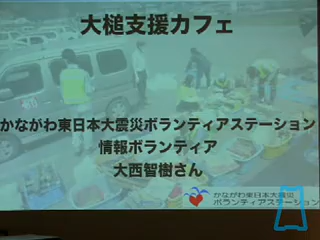 大槌支援カフェ
かながわ東日本大震災ボランティアステーション
情報ボランティア
大西智樹さん
かながわ東日本大震災
ボランティアステーション